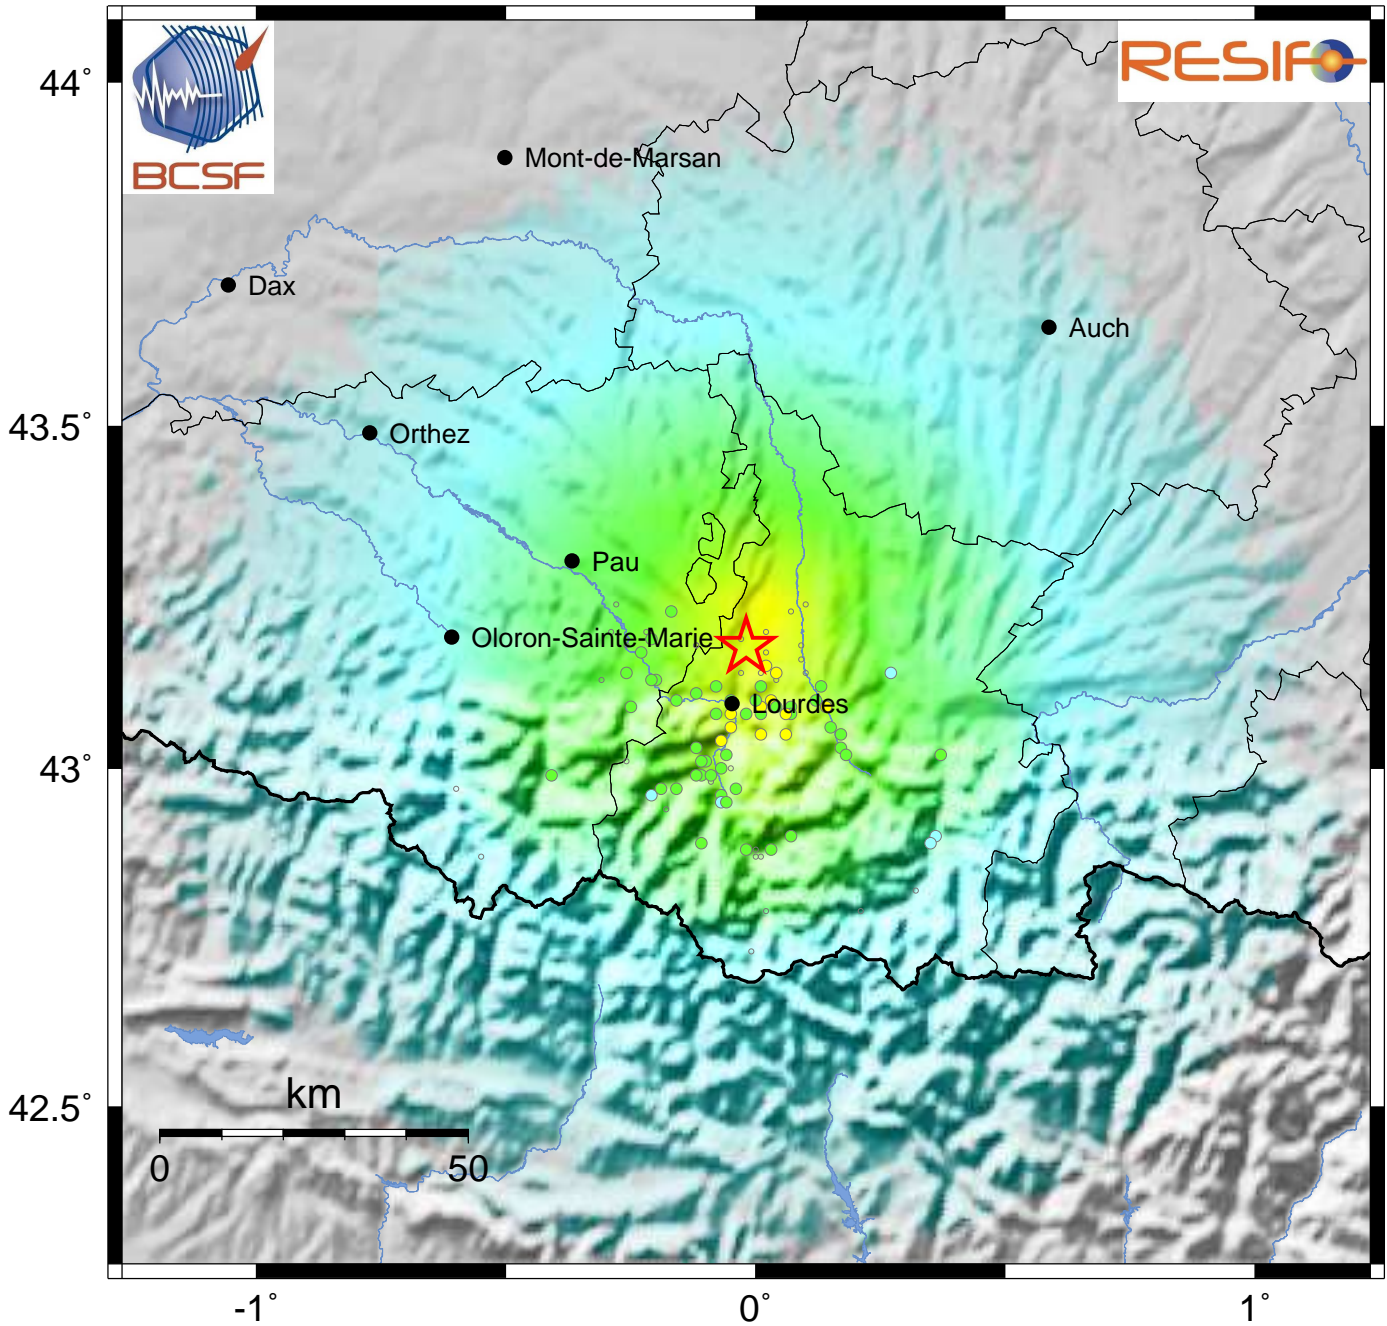 BCSF
RESIF
44°
Mont-de-Marsan
Dax
Auch
43.5°
Orthez
Pau
Oloron-Sainte-Marie
Lourdes
43°
42.5°
km
0
50
-1°
0°
1°